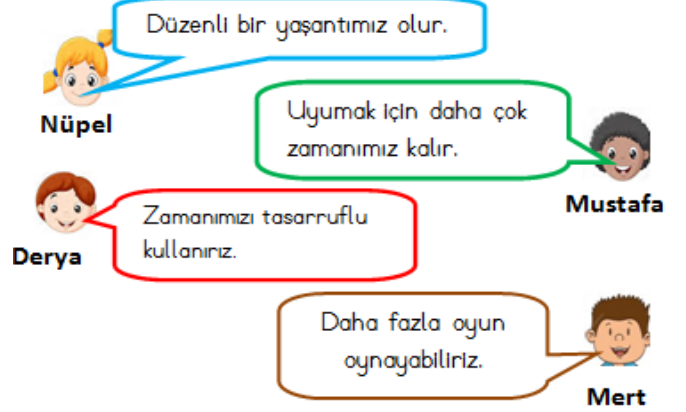 Düzenli bir yaşantımız olur.
Nüpel
Uyumak için daha çok
zamanımız kalır.
Mustafa
Zamanımızı tasarruflu
kullanırız.
Derya
Daha fazla oyun
oynayabiliriz.
Mert